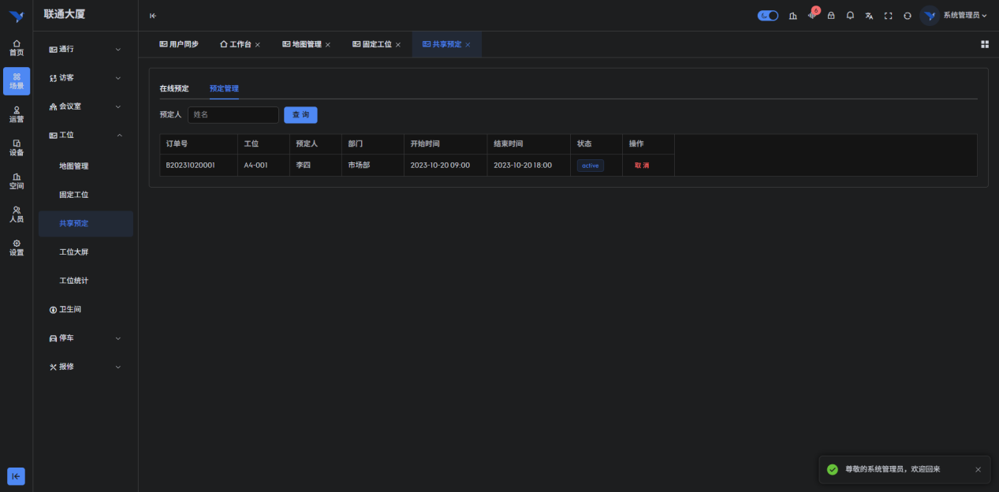 联通大厦
6
系统管理员
首页
场景
运营
设备
空间
人员
设置
通行
访客
会议室
工位
地图管理
固定工位
共享预定
工位大屏
工位统计
卫生间
停车
报修
用户同步 工作台 地图管理 固定工位 共享预定
在线预定 预定管理
预定人 姓名 查 询
订单号 工位 预定人 部门 开始时间 结束时间 状态 操作
B20231020001 A4-001 李四 市场部 2023-10-20 09:00 2023-10-20 18:00 active 取 消
尊敬的系统管理员，欢迎回来